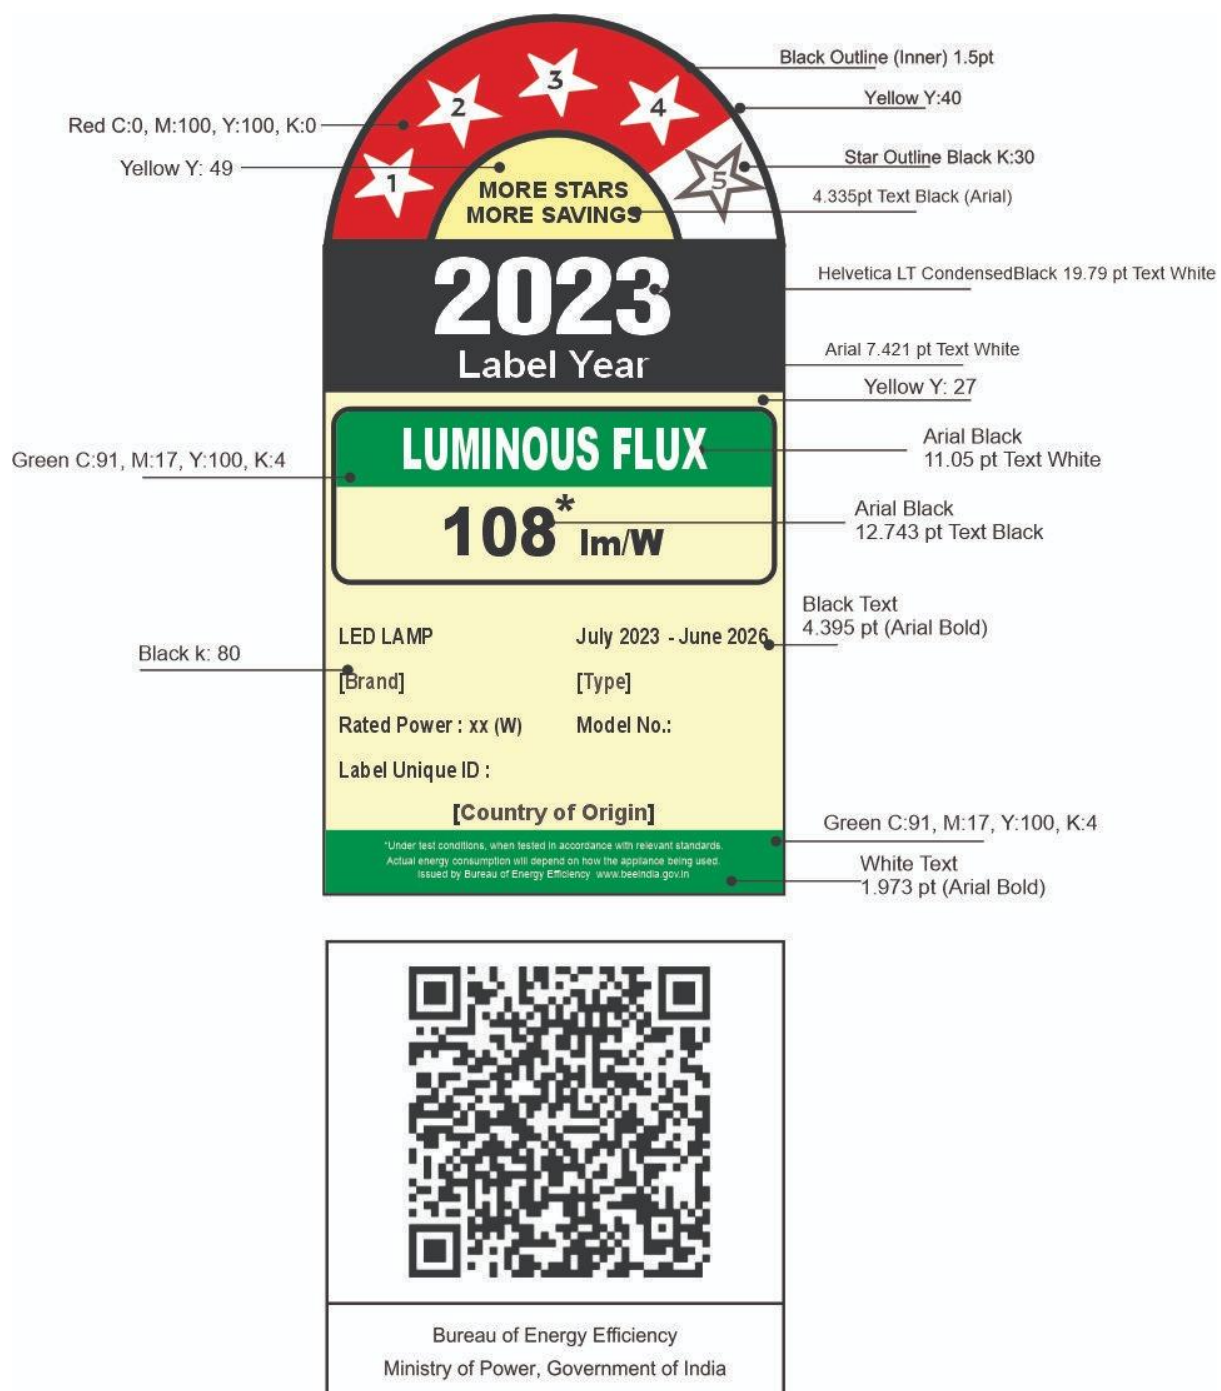 Black Outline (Inner) 1.5pt
3
2
4
Yellow Y:40
Red C:0, M:100, Y:100, K:0
Yellow Y: 49
Star Outline Black K:30
1
5
MORE STARS
MORE SAVINGS
4.335pt Text Black (Arial)
2023
Helvetica LT CondensedBlack 19.79 pt Text White
Label Year
Arial 7.421 pt Text White
Yellow Y: 27
LUMINOUS FLUX
Arial Black
11.05 pt Text White
Green C:91, M:17, Y:100, K:4
108* lm/W
Arial Black
12.743 pt Text Black
Black Text
4.395 pt (Arial Bold)
LED LAMP July 2023 - June 2026
Black k: 80
[Brand] [Type]
Rated Power : xx (W) Model No.:
Label Unique ID :
[Country of Origin]
Green C:91, M:17, Y:100, K:4
*Under test conditions, when tested in accordance with relevant standards.
Actual energy consumption will depend on how the appliance being used.
Issued by Bureau of Energy Efficiency www.beeindia.gov.in
White Text
1.973 pt (Arial Bold)
Bureau of Energy Efficiency
Ministry of Power, Government of India